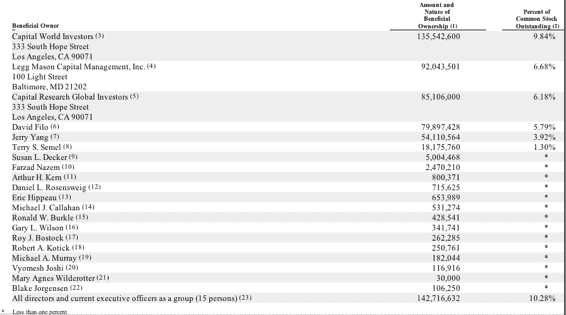 Amount and
Nature of
Beneficial
Ownership (1)
Percent of
Common Stock
Outstanding (2)
Beneficial Owner
Capital World Investors (3) 135,542,600 9.84%
333 South Hope Street
Los Angeles, CA 90071
Legg Mason Capital Management, Inc. (4) 92,043,501 6.68%
100 Light Street
Baltimore, MD 21202
Capital Research Global Investors (5) 85,106,000 6.18%
333 South Hope Street
Los Angeles, CA 90071
David Filo (6) 79,897,428 5.79%
Jerry Yang (7) 54,110,564 3.92%
Terry S. Semel (8) 18,175,760 1.30%
Susan L. Decker (9) 5,004,468 *
Farzad Nazem (10) 2,470,210 *
Arthur H. Kern (11) 800,371 *
Daniel L. Rosensweig (12) 715,625 *
Eric Hippeau (13) 653,989 *
Michael J. Callahan (14) 531,274 *
Ronald W. Burkle (15) 428,541 *
Gary L. Wilson (16) 341,741 *
Roy J. Bostock (17) 262,285 *
Robert A. Kotick (18) 250,761 *
Michael A. Murray (19) 182,044 *
Vyomesh Joshi (20) 116,916 *
Mary Agnes Wilderotter (21) 30,000 *
Blake Jorgensen (22) 106,250 *
All directors and current executive officers as a group (15 persons) (23) 142,716,632 10.28%
* Less than one percent.